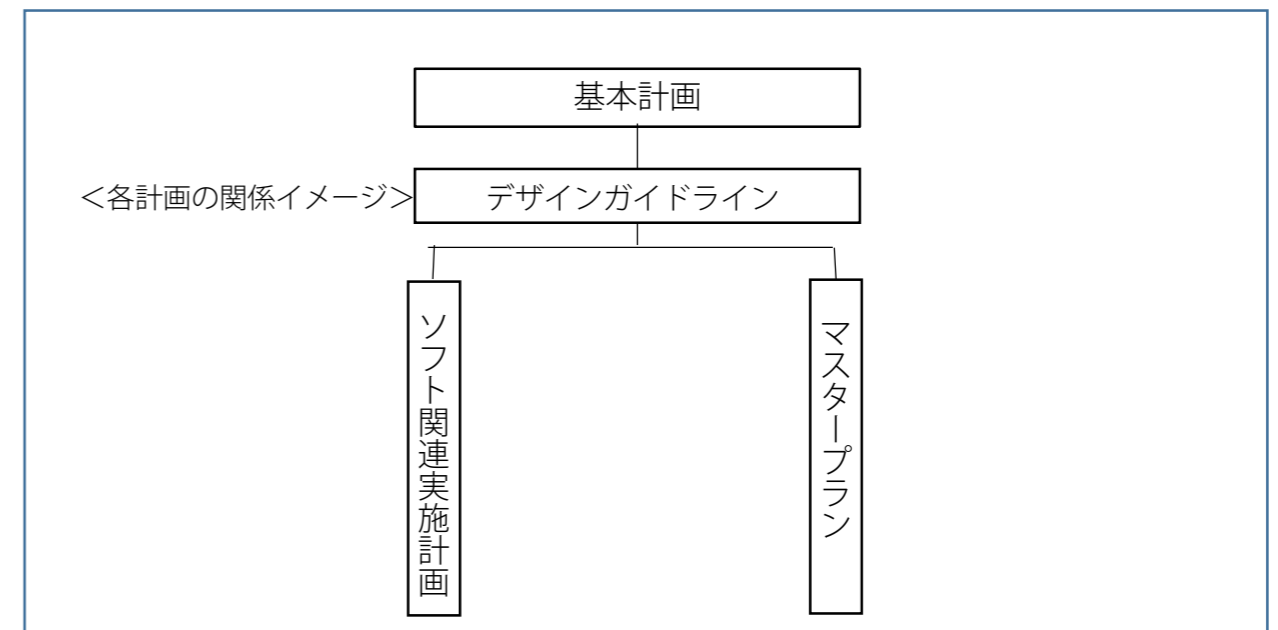 基本計画
＜各計画の関係イメージ＞
デザインガイドライン
ソフト関連実施計画
マスタープラン